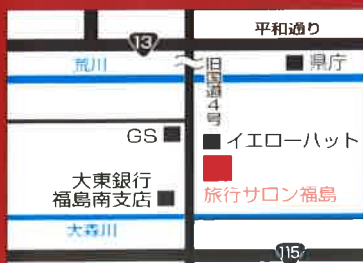 平和通り
13
荒川
旧国道4号
県庁
GS
イエローハット
大東銀行
福島南支店
旅行サロン福島
大森川
115